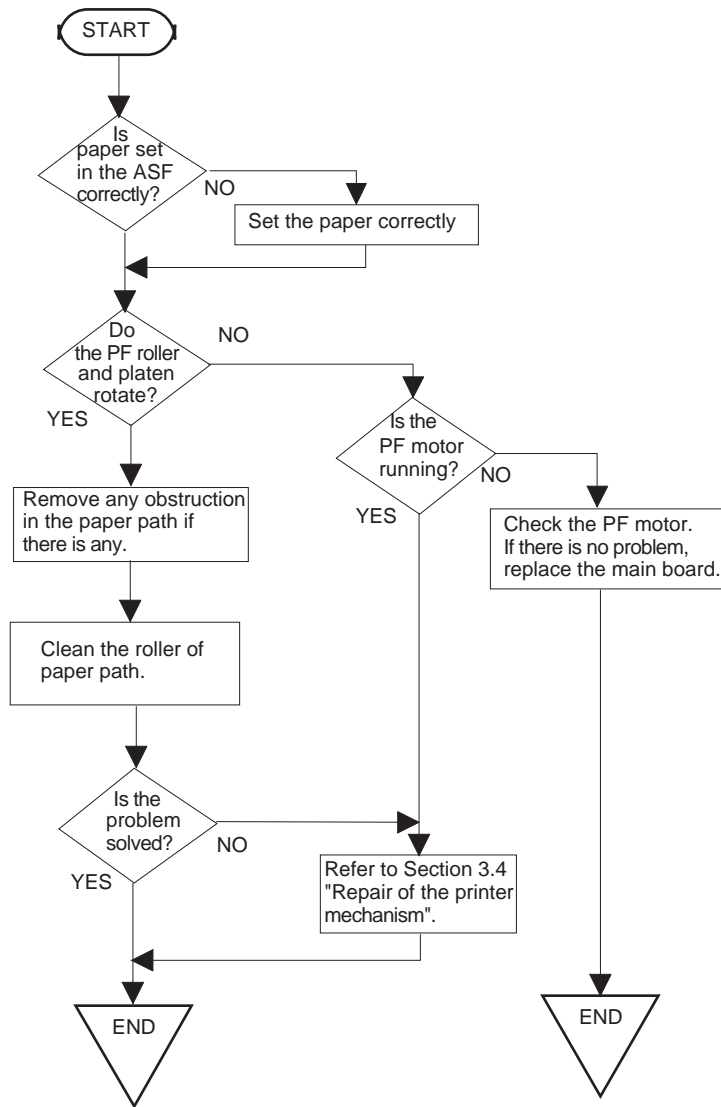 START
Is
paper set
in the ASF
correctly?
NO
Set the paper correctly
Do
the PF roller
and platen
rotate?
NO
YES
Is the
PF motor
running?
NO
YES
Remove any obstruction
in the paper path if
there is any.
Check the PF motor.
If there is no problem,
replace the main board.
Clean the roller of
paper path.
Is the
problem
solved?
NO
YES
Refer to Section 3.4
"Repair of the printer
mechanism".
END
END